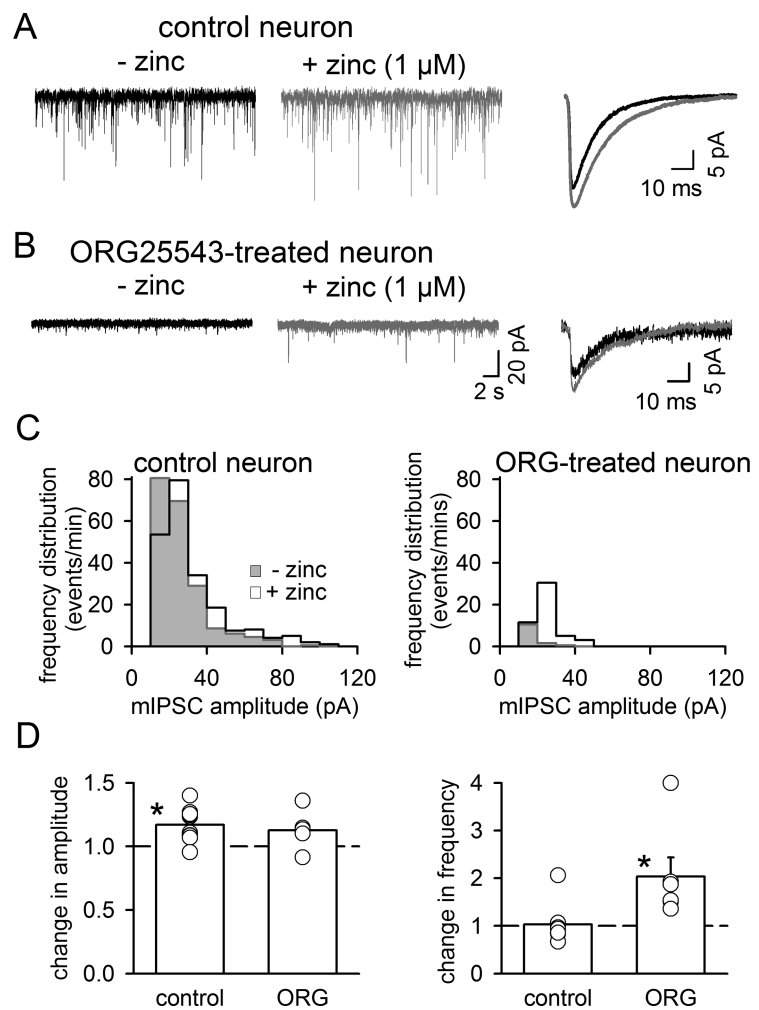 A
control neuron
- zinc
+ zinc (1 µM)
10 ms
5 pA
B
ORG25543-treated neuron
- zinc
+ zinc (1 µM)
2 s
20 pA
10 ms
5 pA
C
control neuron
frequency distribution
(events/min)
80
60
40
20
0
- zinc
+ zinc
0 40 80 120
mIPSC amplitude (pA)
ORG-treated neuron
frequency distribution
(events/mins)
80
60
40
20
0
0 40 80 120
mIPSC amplitude (pA)
D
change in amplitude
1.5
1.0
0.5
0.0
*
control ORG
change in frequency
4
3
2
1
0
*
control ORG